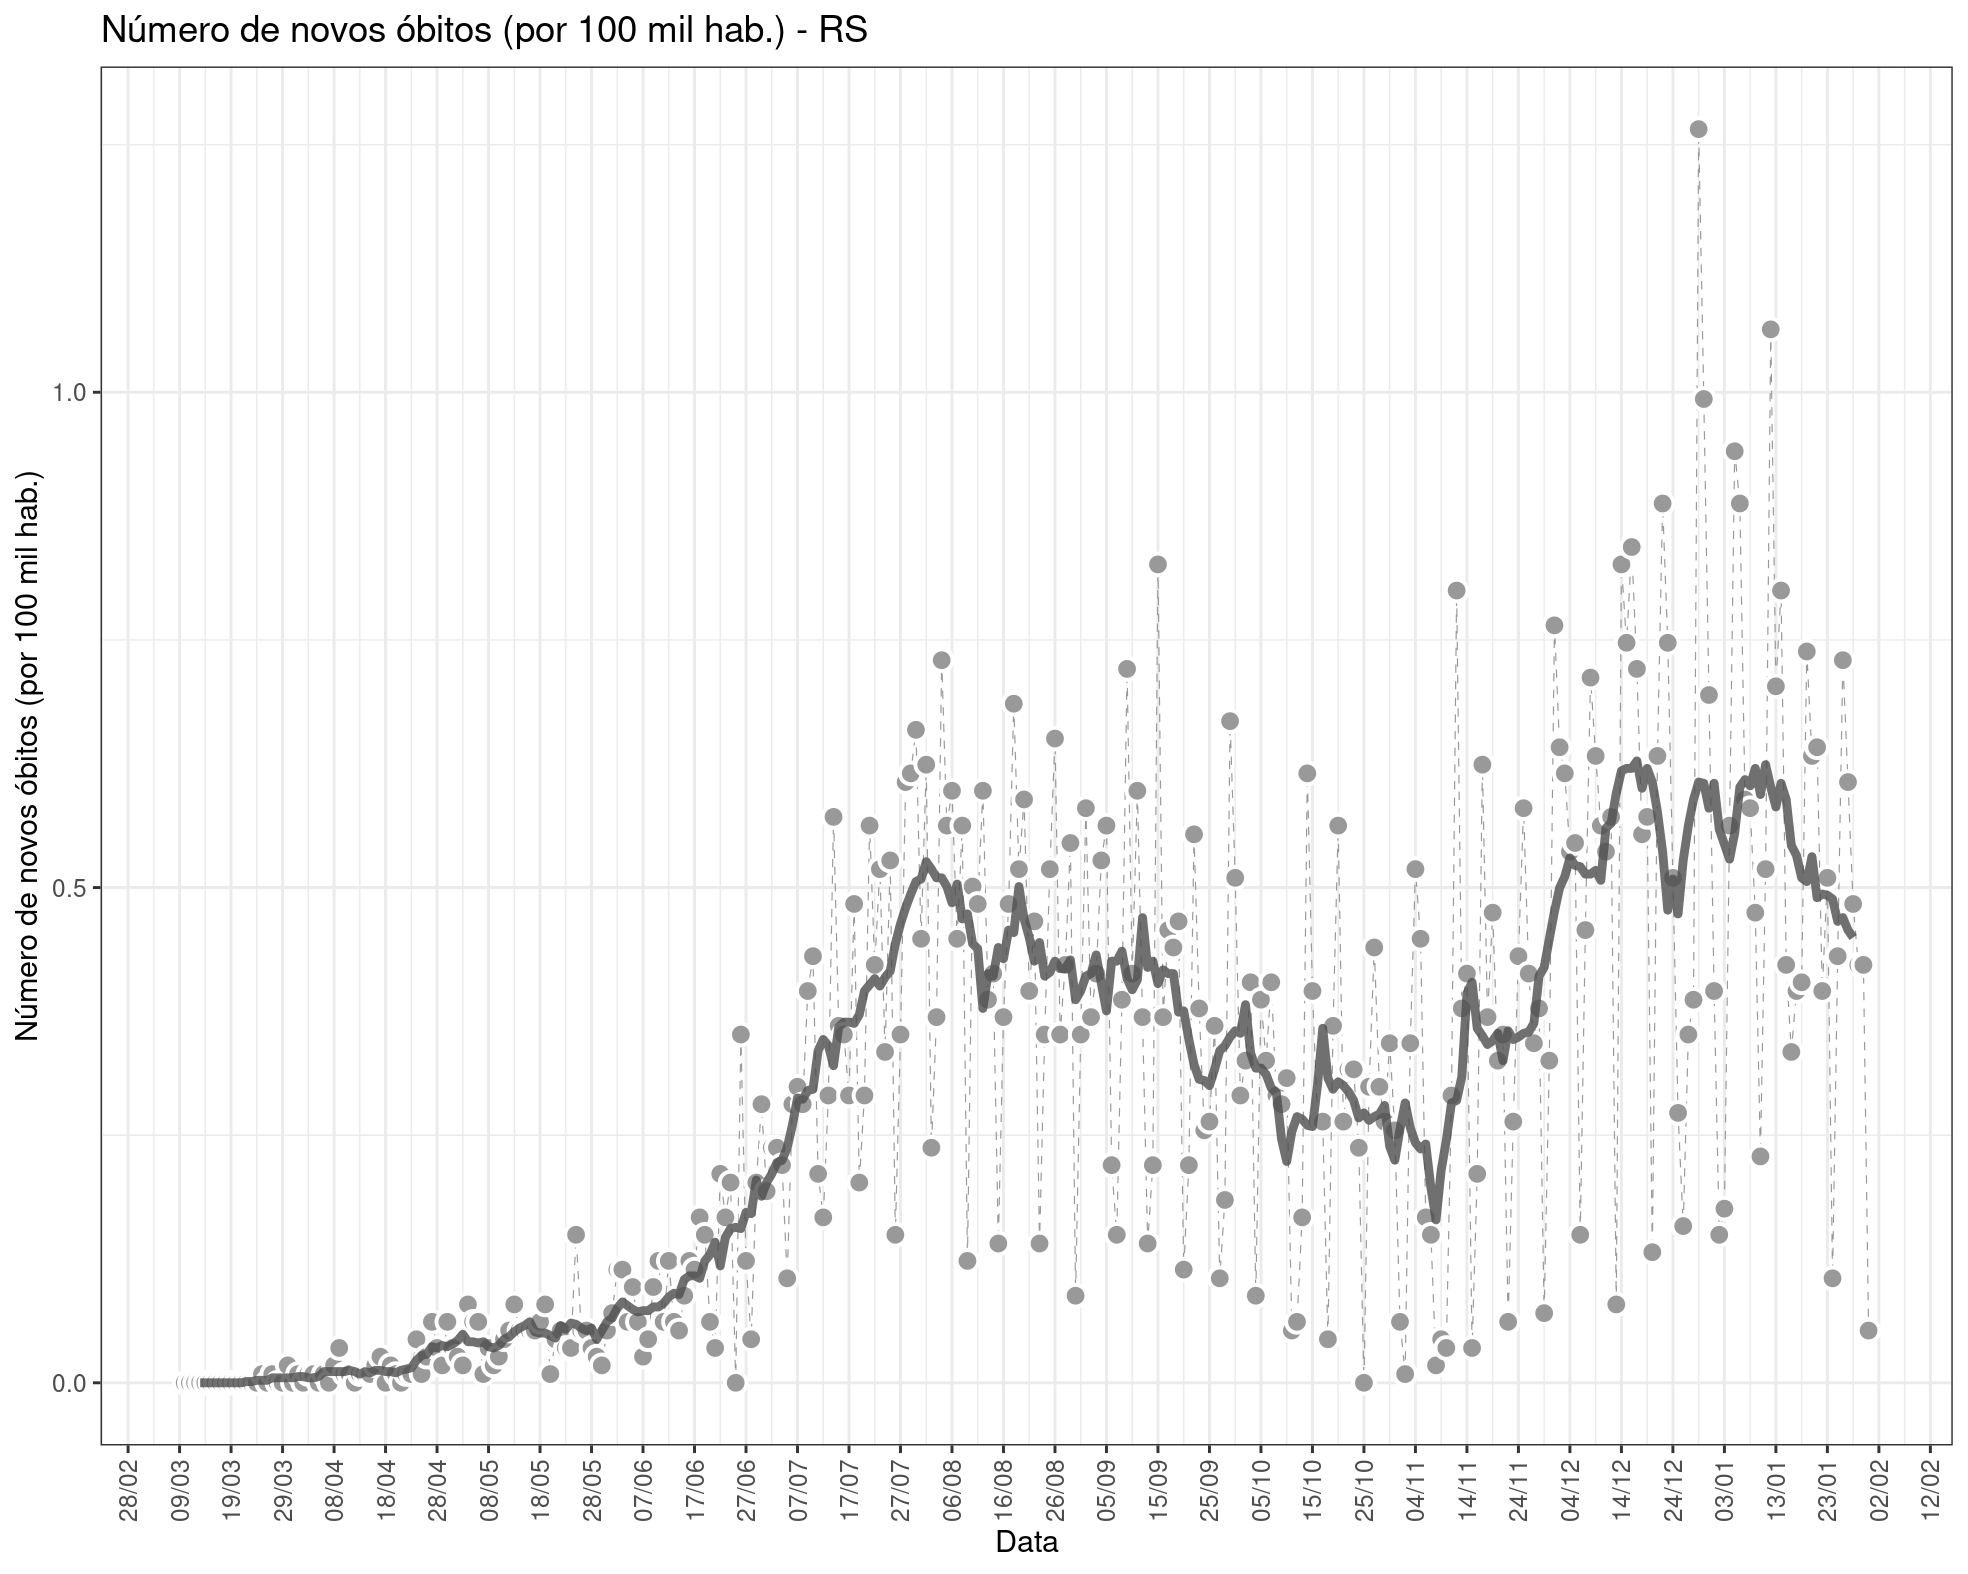 Número de novos óbitos (por 100 mil hab.) - RS
Número de novos óbitos (por 100 mil hab.)
1.0
0.5
0.0
28/02 09/03 19/03 29/03 08/04 18/04 28/04 08/05 18/05 28/05 07/06 17/06 27/06 07/07 17/07 27/07 06/08 16/08 26/08 05/09 15/09 25/09 05/10 15/10 25/10 04/11 14/11 24/11 04/12 14/12 24/12 03/01 13/01 23/01 02/02 12/02
Data